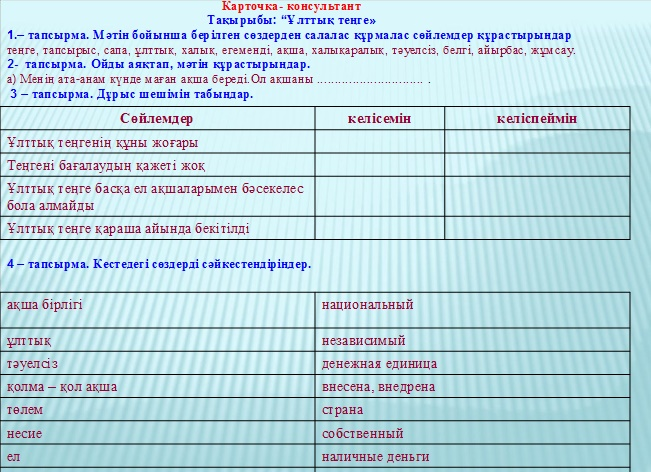 Карточка- консультант
Тақырыбы: “Ұлттық теңге»
1.– тапсырма. Мәтін бойынша берілген сөздерден салалас құрмалас сөйлемдер құрастырыңдар
теңге, тапсырыс, сапа, ұлттық, халық, егеменді, ақша, халықаралық, тәуелсіз, белгі, айырбас, жұмсау.
2- тапсырма. Ойды аяқтап, мәтін құрастырыңдар.
а) Менің ата-анам күнде маған ақша береді.Ол ақшаны .............................. .
3 – тапсырма. Дұрыс шешімін табыңдар.
Сөйлемдер келісемін келіспеймін
Ұлттық теңгенің құны жоғары
Теңгені бағалаудың қажеті жоқ
Ұлттық теңге басқа ел ақшаларымен бәсекелес
бола алмайды
Ұлттық теңге қараша айында бекітілді
4 – тапсырма. Кестедегі сөздерді сәйкестендіріңдер.
ақша бірлігі национальный
ұлттық независимый
тәуелсіз денежная единица
қолма – қол ақша внесена, внедрена
төлем страна
несие собственный
ел наличные деньги